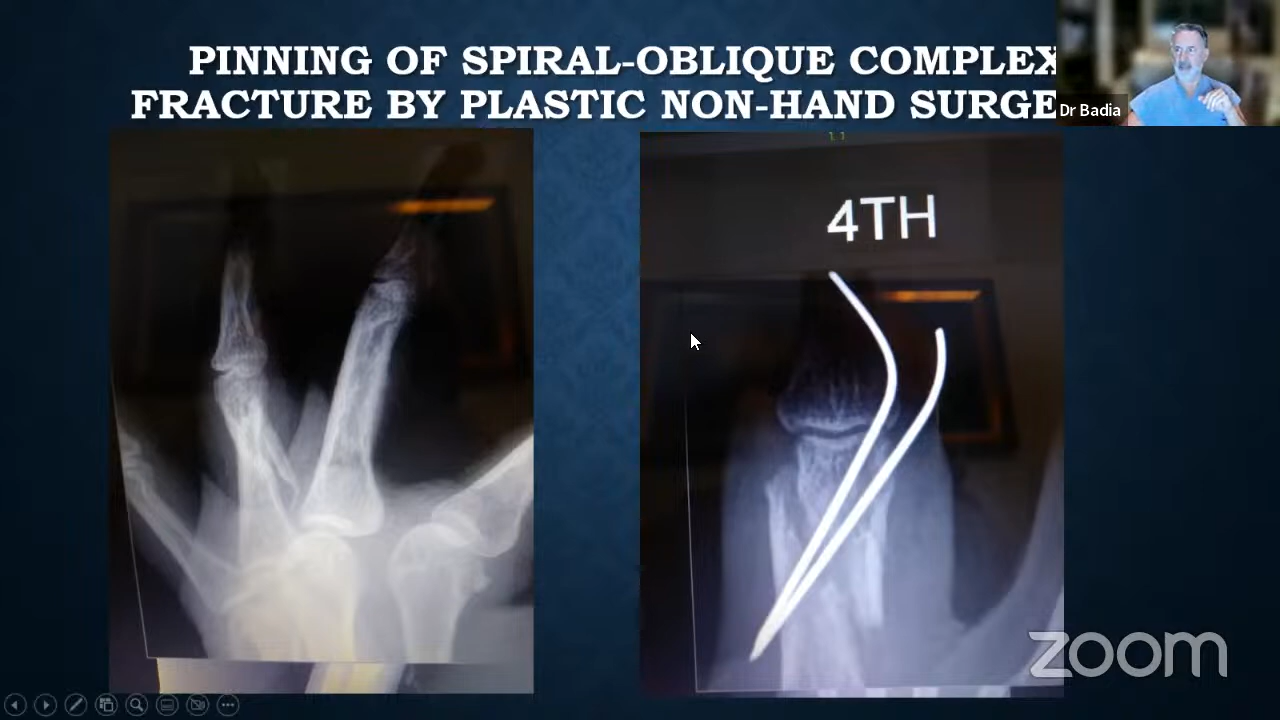 PINNING OF SPIRAL-OBLIQUE COMPLEX
FRACTURE BY PLASTIC NON-HAND SURGE
Dr Badia
4TH
zoom